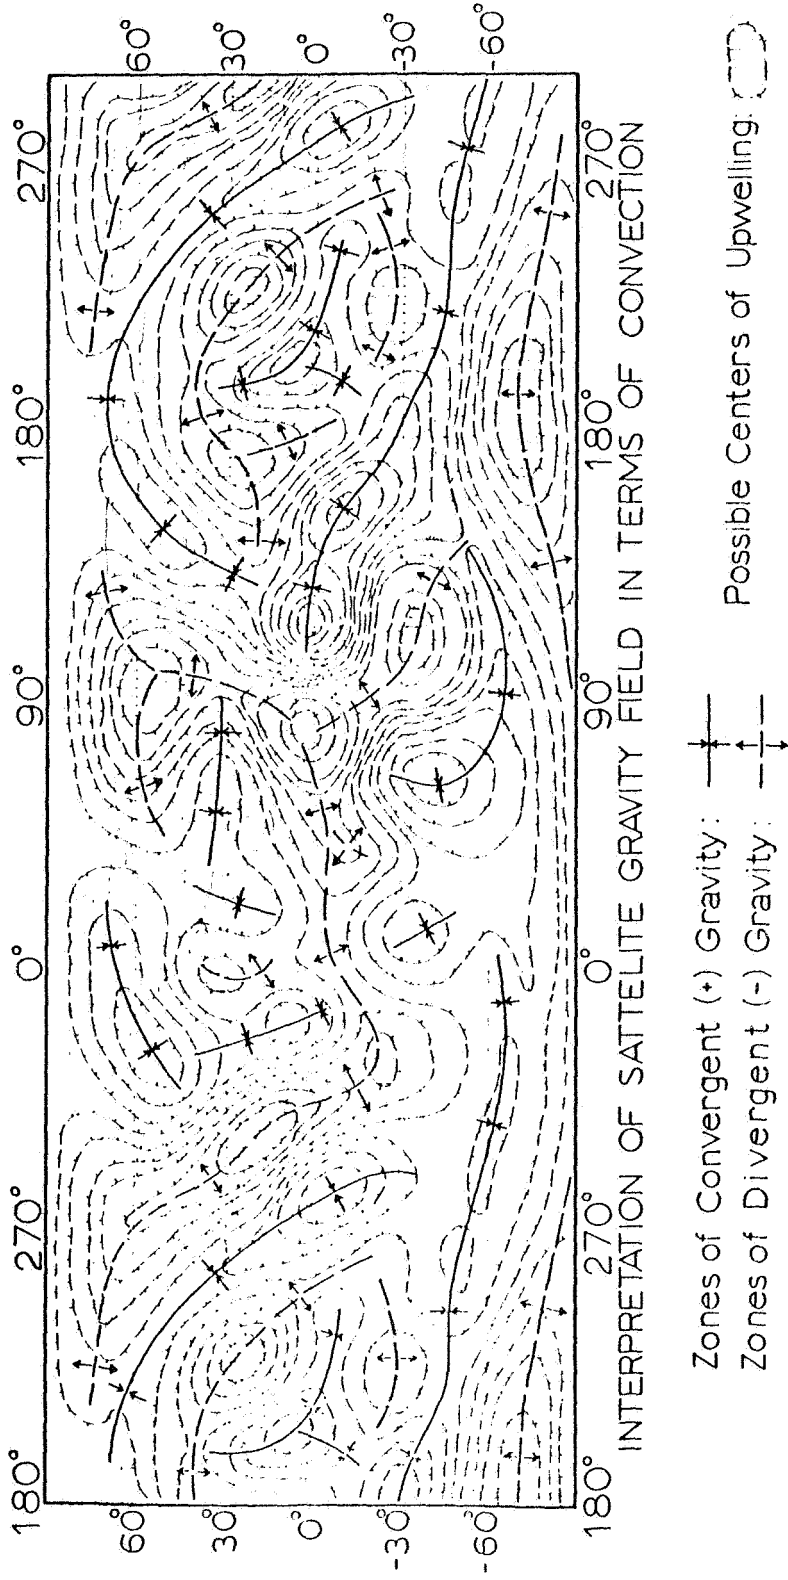 180° 270° 0° 90° 180° 270°
60° 60°
30° 30°
0° 0°
-30° -30°
-60° -60°
180° 270° 0° 90° 180° 270°
INTERPRETATION OF SATTELITE GRAVITY FIELD IN TERMS OF CONVECTION
Zones of Convergent (+) Gravity:
Zones of Divergent (-) Gravity:
Possible Centers of Upwelling: